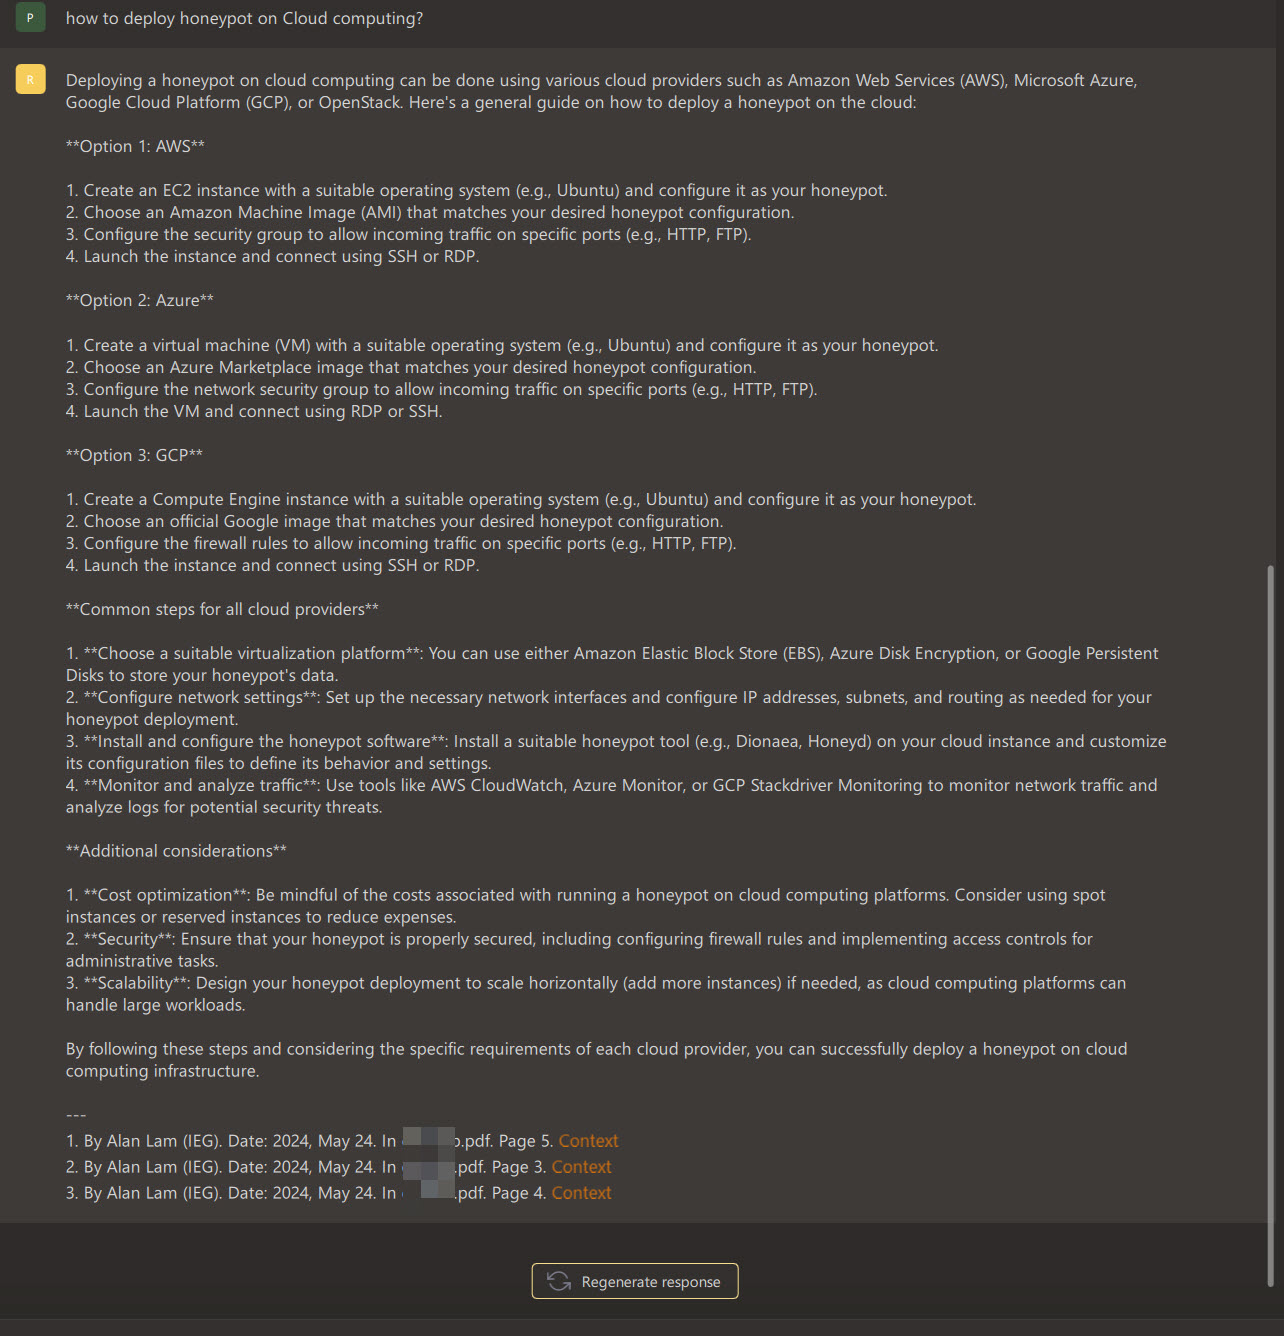 P
how to deploy honeypot on Cloud computing?
R
Deploying a honeypot on cloud computing can be done using various cloud providers such as Amazon Web Services (AWS), Microsoft Azure,
Google Cloud Platform (GCP), or OpenStack. Here's a general guide on how to deploy a honeypot on the cloud:
**Option 1: AWS**
1. Create an EC2 instance with a suitable operating system (e.g., Ubuntu) and configure it as your honeypot.
2. Choose an Amazon Machine Image (AMI) that matches your desired honeypot configuration.
3. Configure the security group to allow incoming traffic on specific ports (e.g., HTTP, FTP).
4. Launch the instance and connect using SSH or RDP.
**Option 2: Azure**
1. Create a virtual machine (VM) with a suitable operating system (e.g., Ubuntu) and configure it as your honeypot.
2. Choose an Azure Marketplace image that matches your desired honeypot configuration.
3. Configure the network security group to allow incoming traffic on specific ports (e.g., HTTP, FTP).
4. Launch the VM and connect using RDP or SSH.
**Option 3: GCP**
1. Create a Compute Engine instance with a suitable operating system (e.g., Ubuntu) and configure it as your honeypot.
2. Choose an official Google image that matches your desired honeypot configuration.
3. Configure the firewall rules to allow incoming traffic on specific ports (e.g., HTTP, FTP).
4. Launch the instance and connect using SSH or RDP.
**Common steps for all cloud providers**
1. **Choose a suitable virtualization platform**: You can use either Amazon Elastic Block Store (EBS), Azure Disk Encryption, or Google Persistent
Disks to store your honeypot's data.
2. **Configure network settings**: Set up the necessary network interfaces and configure IP addresses, subnets, and routing as needed for your
honeypot deployment.
3. **Install and configure the honeypot software**: Install a suitable honeypot tool (e.g., Dionaea, Honeyd) on your cloud instance and customize
its configuration files to define its behavior and settings.
4. **Monitor and analyze traffic**: Use tools like AWS CloudWatch, Azure Monitor, or GCP Stackdriver Monitoring to monitor network traffic and
analyze logs for potential security threats.
**Additional considerations**
1. **Cost optimization**: Be mindful of the costs associated with running a honeypot on cloud computing platforms. Consider using spot
instances or reserved instances to reduce expenses.
2. **Security**: Ensure that your honeypot is properly secured, including configuring firewall rules and implementing access controls for
administrative tasks.
3. **Scalability**: Design your honeypot deployment to scale horizontally (add more instances) if needed, as cloud computing platforms can
handle large workloads.
By following these steps and considering the specific requirements of each cloud provider, you can successfully deploy a honeypot on cloud
computing infrastructure.
---
1. By Alan Lam (IEG). Date: 2024, May 24. In .pdf. Page 5. Context
2. By Alan Lam (IEG). Date: 2024, May 24. In .pdf. Page 3. Context
3. By Alan Lam (IEG). Date: 2024, May 24. In .pdf. Page 4. Context
Regenerate response